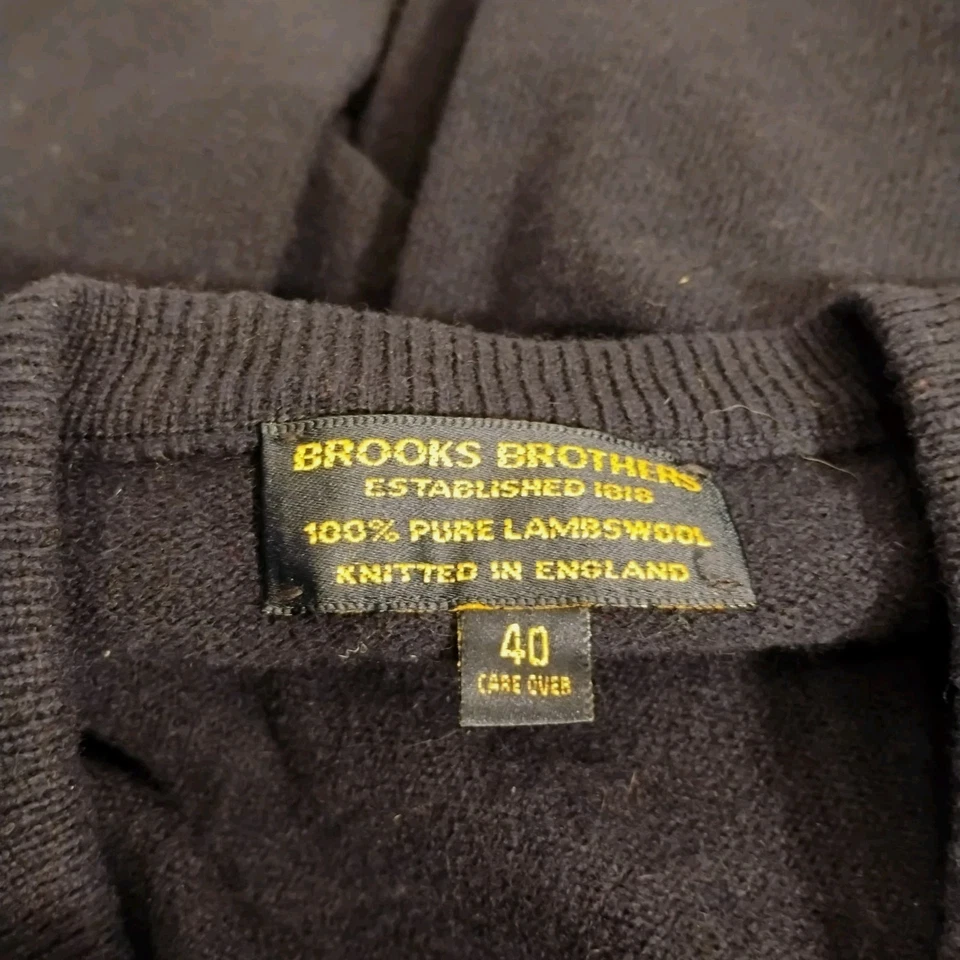 BROOKS BROTHERS
ESTABLISHED 1818
100% PURE LAMBSWOOL
KNITTED IN ENGLAND
40
CARE OVER